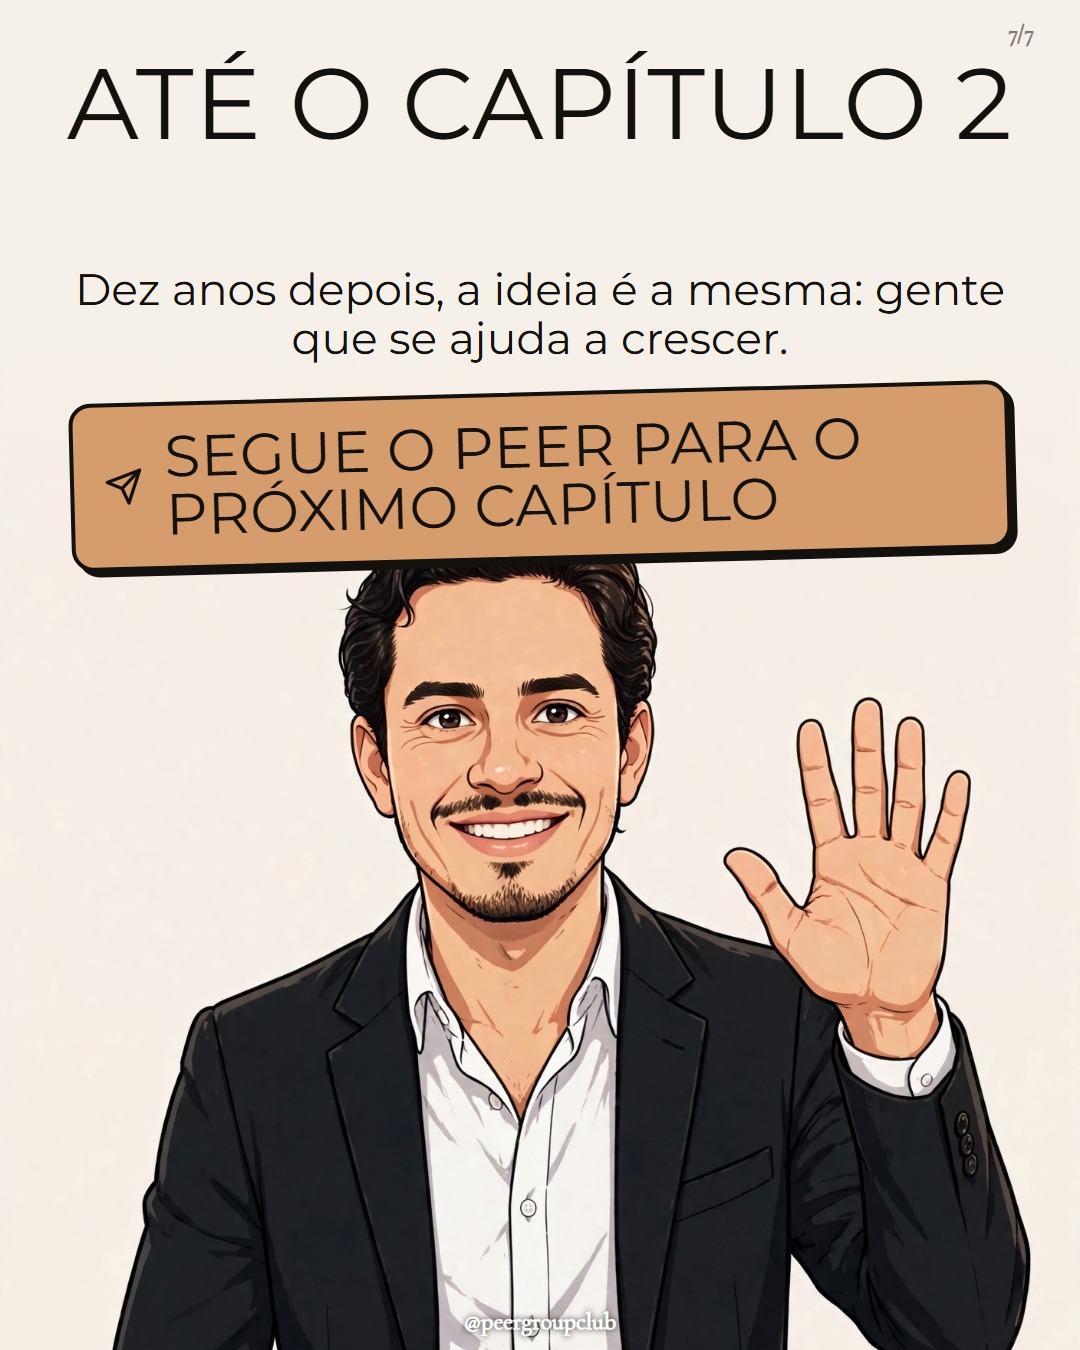 7/7
ATÉ O CAPÍTULO 2
Dez anos depois, a ideia é a mesma: gente
que se ajuda a crescer.
SEGUE O PEER PARA O
PRÓXIMO CAPÍTULO
@peergroupclub